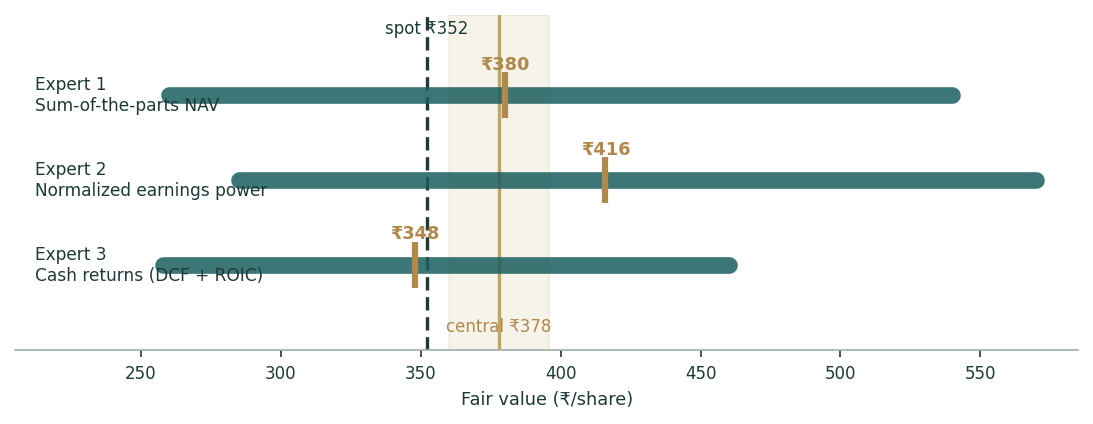 spot ₹352
₹380
Expert 1
Sum-of-the-parts NAV
₹416
Expert 2
Normalized earnings power
₹348
Expert 3
Cash returns (DCF + ROIC)
central ₹378
250 300 350 400 450 500 550
Fair value (₹/share)